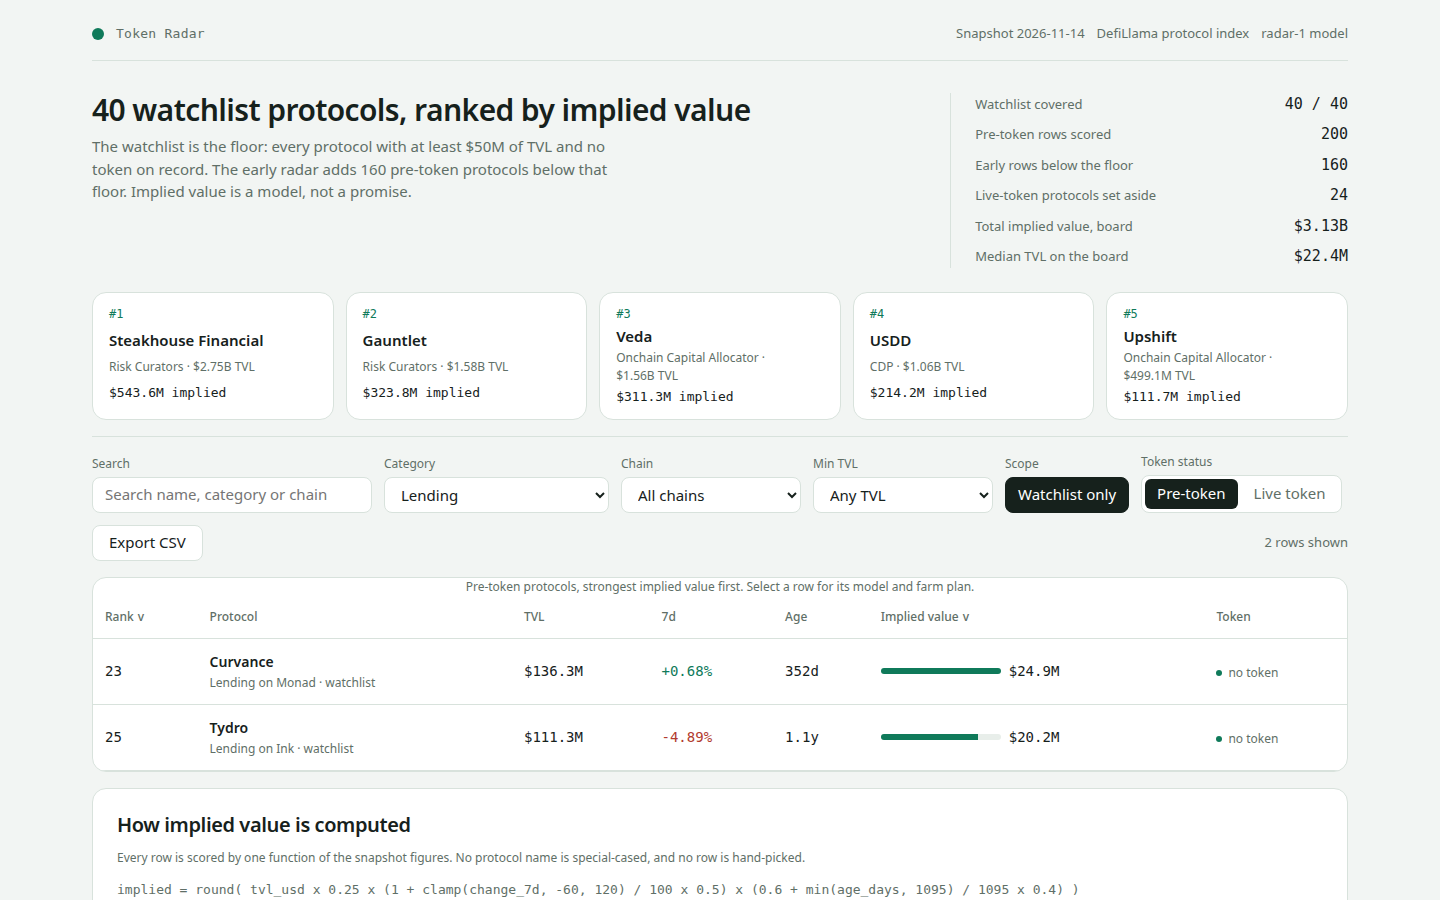 Token Radar
Snapshot 2026-11-14 DefiLlama protocol index radar-1 model
40 watchlist protocols, ranked by implied value
The watchlist is the floor: every protocol with at least $50M of TVL and no
token on record. The early radar adds 160 pre-token protocols below that
floor. Implied value is a model, not a promise.
Watchlist covered 40 / 40
Pre-token rows scored 200
Early rows below the floor 160
Live-token protocols set aside 24
Total implied value, board $3.13B
Median TVL on the board $22.4M
#1
Steakhouse Financial
Risk Curators · $2.75B TVL
$543.6M implied
#2
Gauntlet
Risk Curators · $1.58B TVL
$323.8M implied
#3
Veda
Onchain Capital Allocator ·
$1.56B TVL
$311.3M implied
#4
USDD
CDP · $1.06B TVL
$214.2M implied
#5
Upshift
Onchain Capital Allocator ·
$499.1M TVL
$111.7M implied
Search Category Chain Min TVL Scope Token status
Search name, category or chain Lending All chains Any TVL Watchlist only Pre-token Live token
Export CSV 2 rows shown
Pre-token protocols, strongest implied value first. Select a row for its model and farm plan.
Rank v Protocol TVL 7d Age Implied value v Token
23 Curvance $136.3M +0.68% 352d $24.9M no token
Lending on Monad · watchlist
25 Tydro $111.3M -4.89% 1.1y $20.2M no token
Lending on Ink · watchlist
How implied value is computed
Every row is scored by one function of the snapshot figures. No protocol name is special-cased, and no row is hand-picked.
implied = round( tvl_usd x 0.25 x (1 + clamp(change_7d, -60, 120) / 100 x 0.5) x (0.6 + min(age_days, 1095) / 1095 x 0.4) )